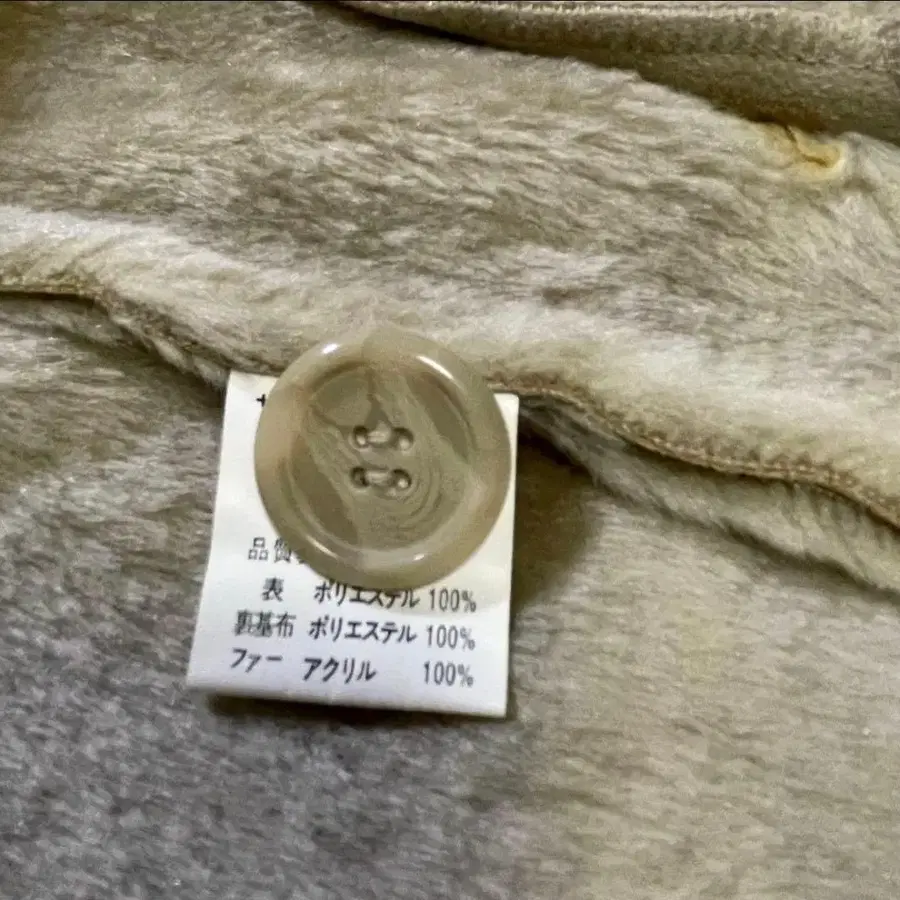 品質
表 ポリエステル 100%
裏基布 ポリエステル 100%
ファー アクリル 100%